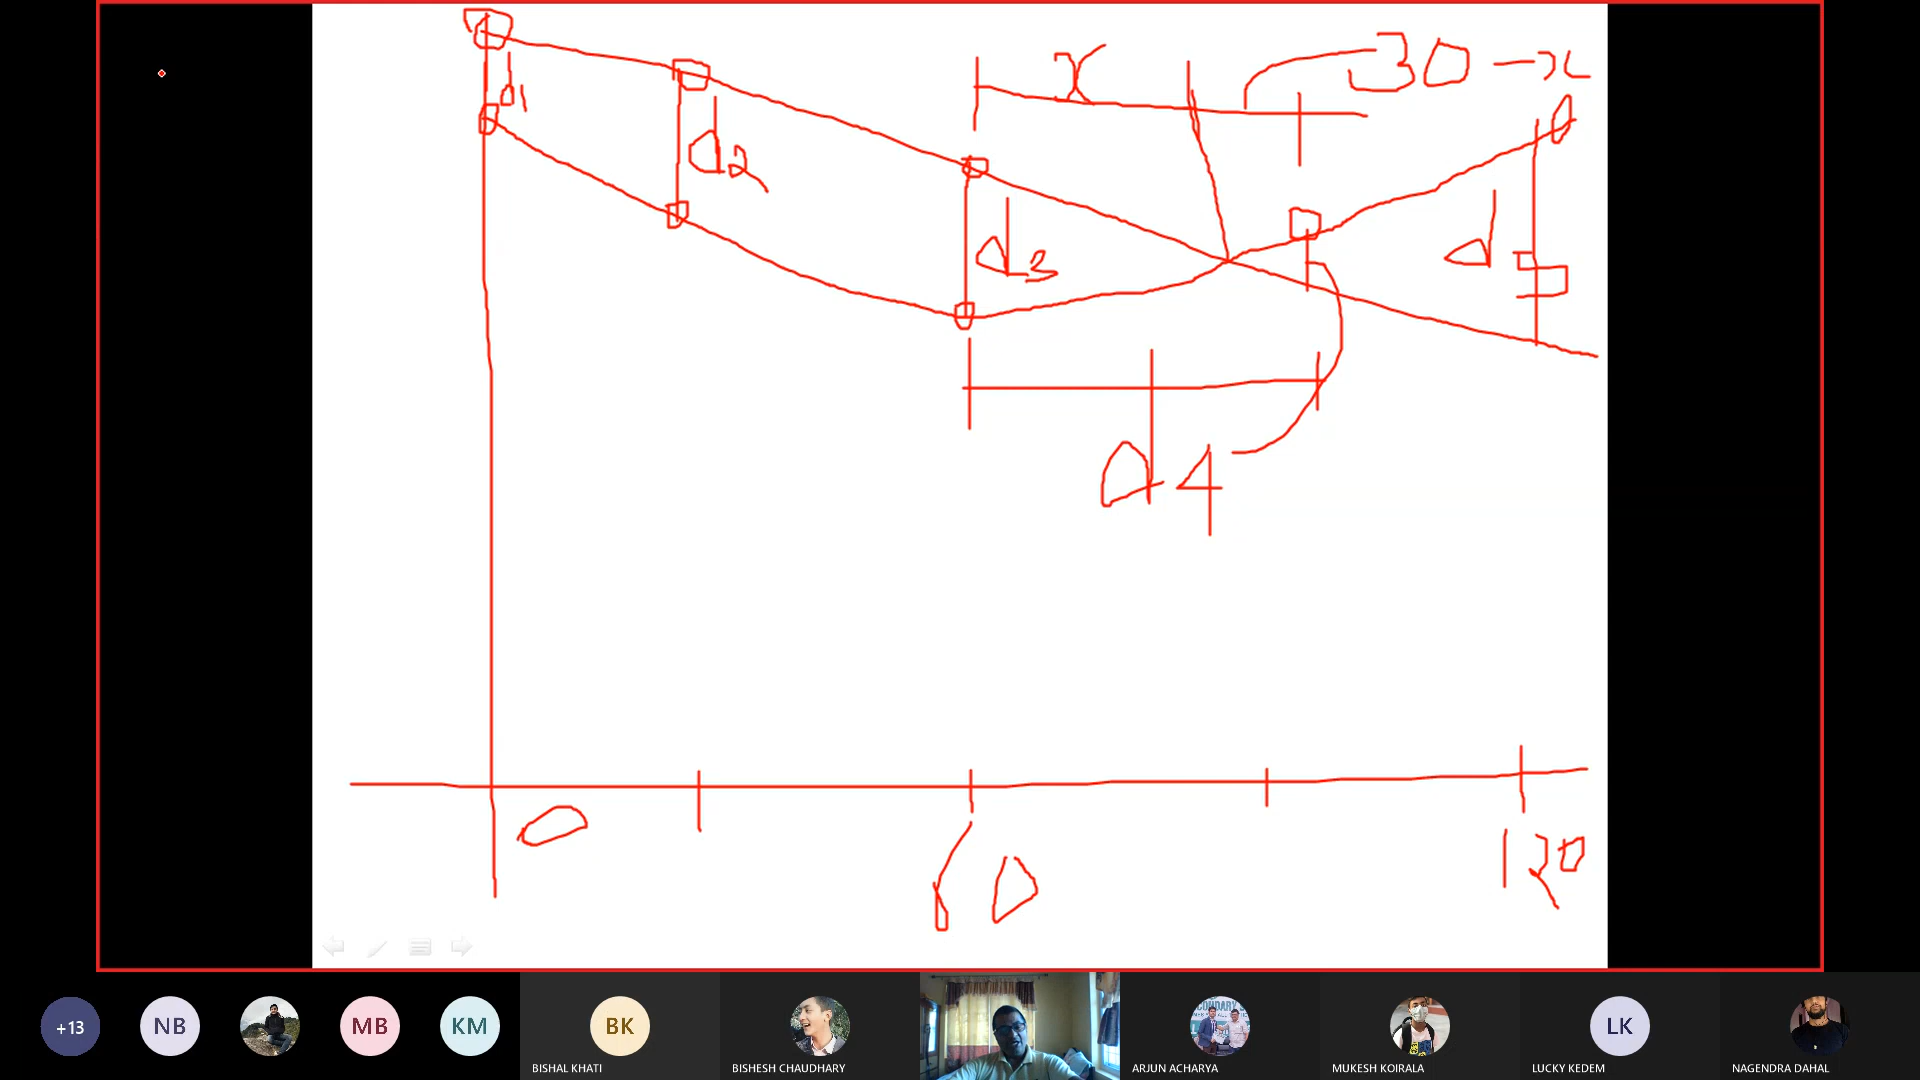 x 30-x
d1
d2
d3
d5
d4
0 60 120
+13 NB MB KM BK LK
BISHAL KHATI BISHESH CHAUDHARY ARJUN ACHARYA MUKESH KOIRALA LUCKY KEDEM NAGENDRA DAHAL